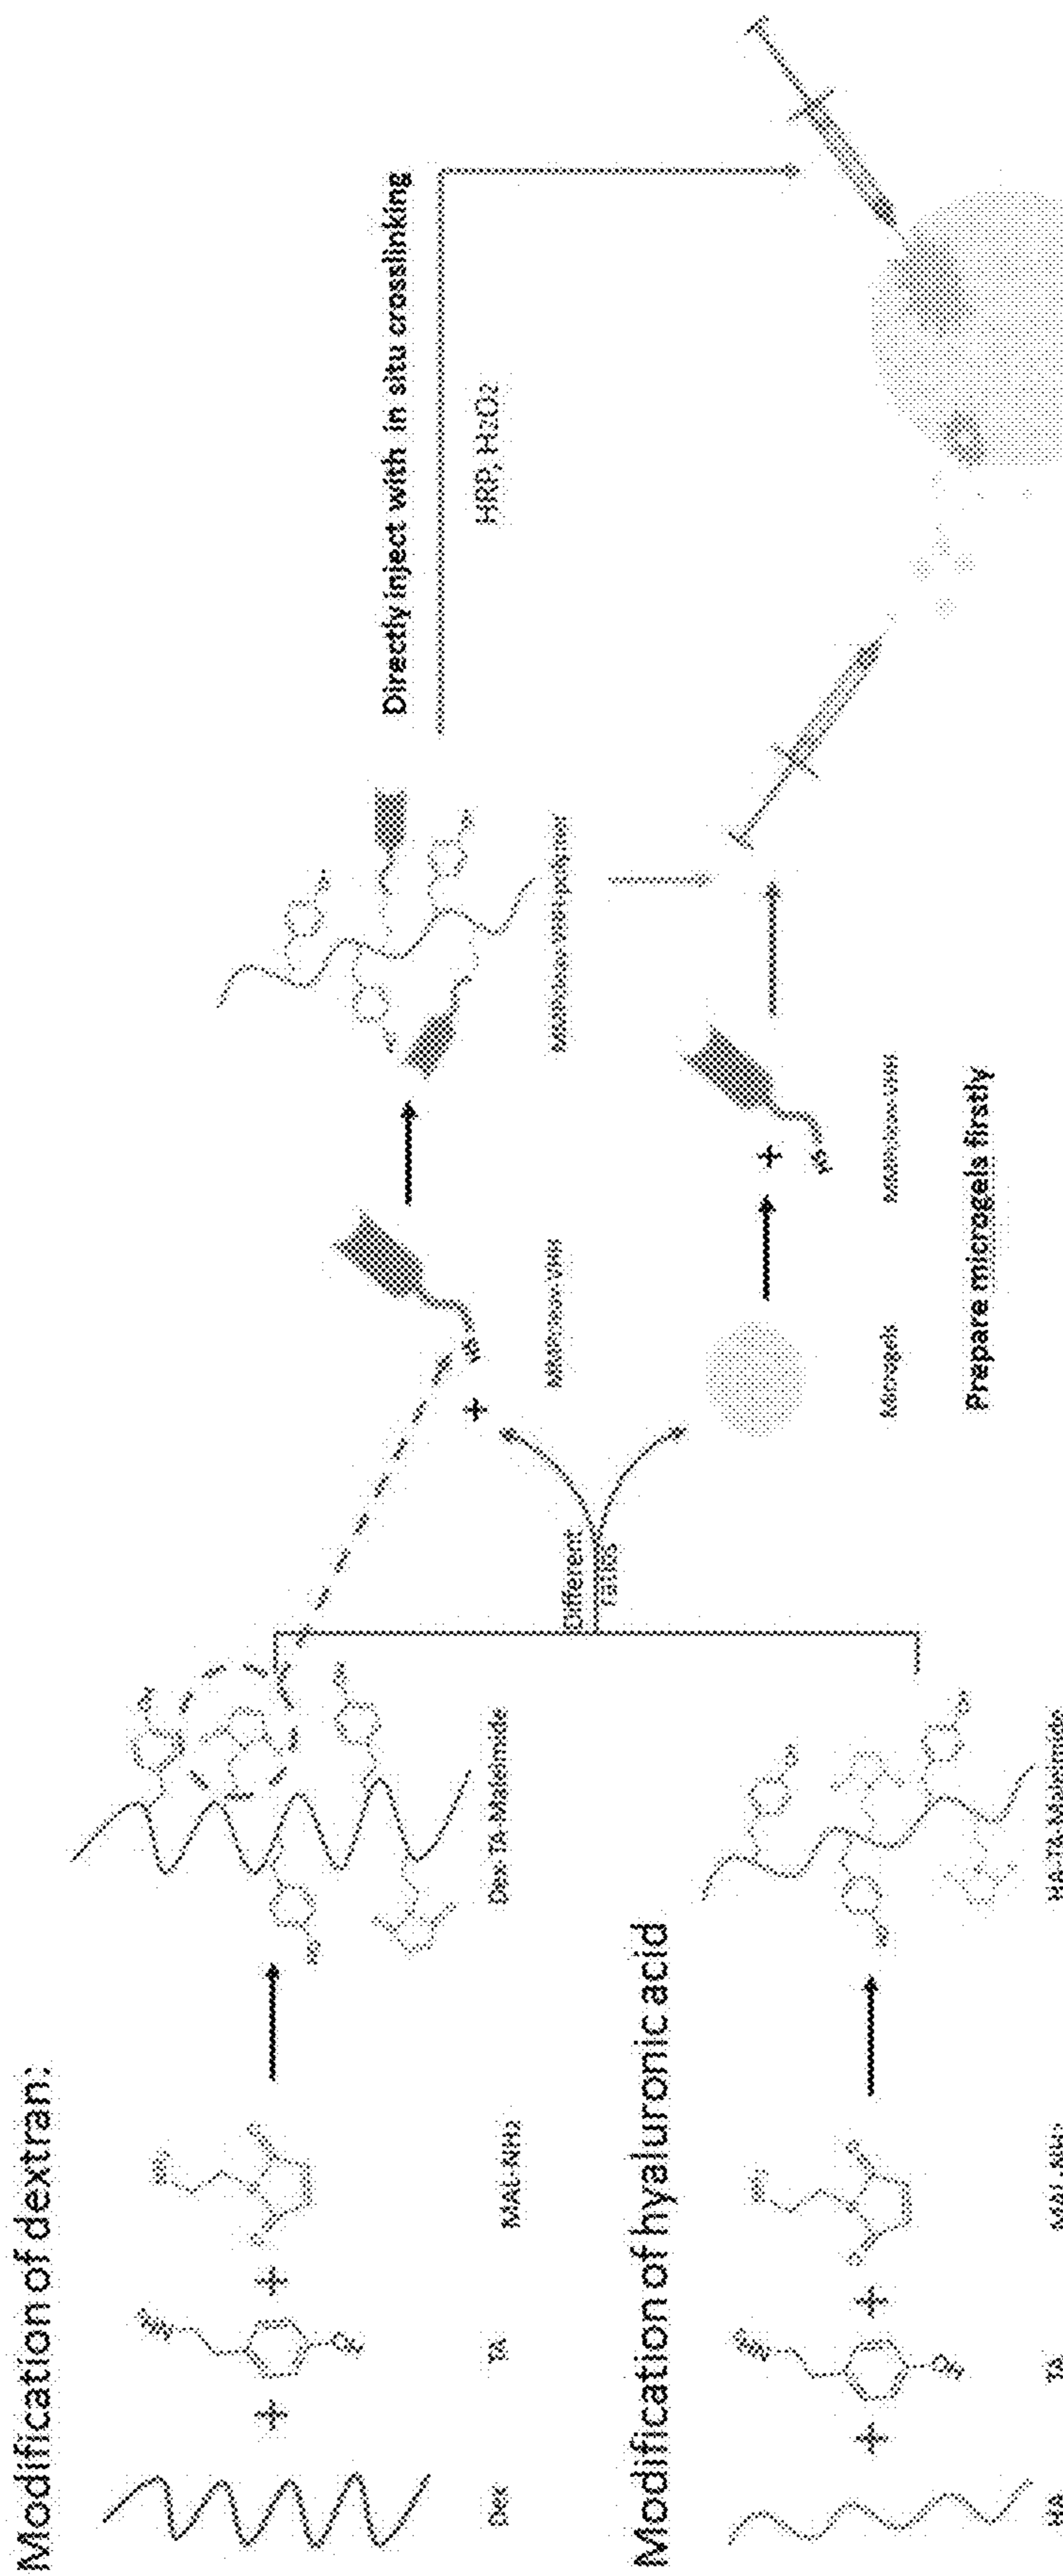 Modification of dextran:
Dex
TA
MAL-NH2
Dex-TA-Maleimide
Different
ratios
Directly inject with in situ crosslinking
HRP, H2O2
Modification of hyaluronic acid
HA
TA
MAL-NH2
HA-TA-Maleimide
Microgels
Prepare microgels firstly